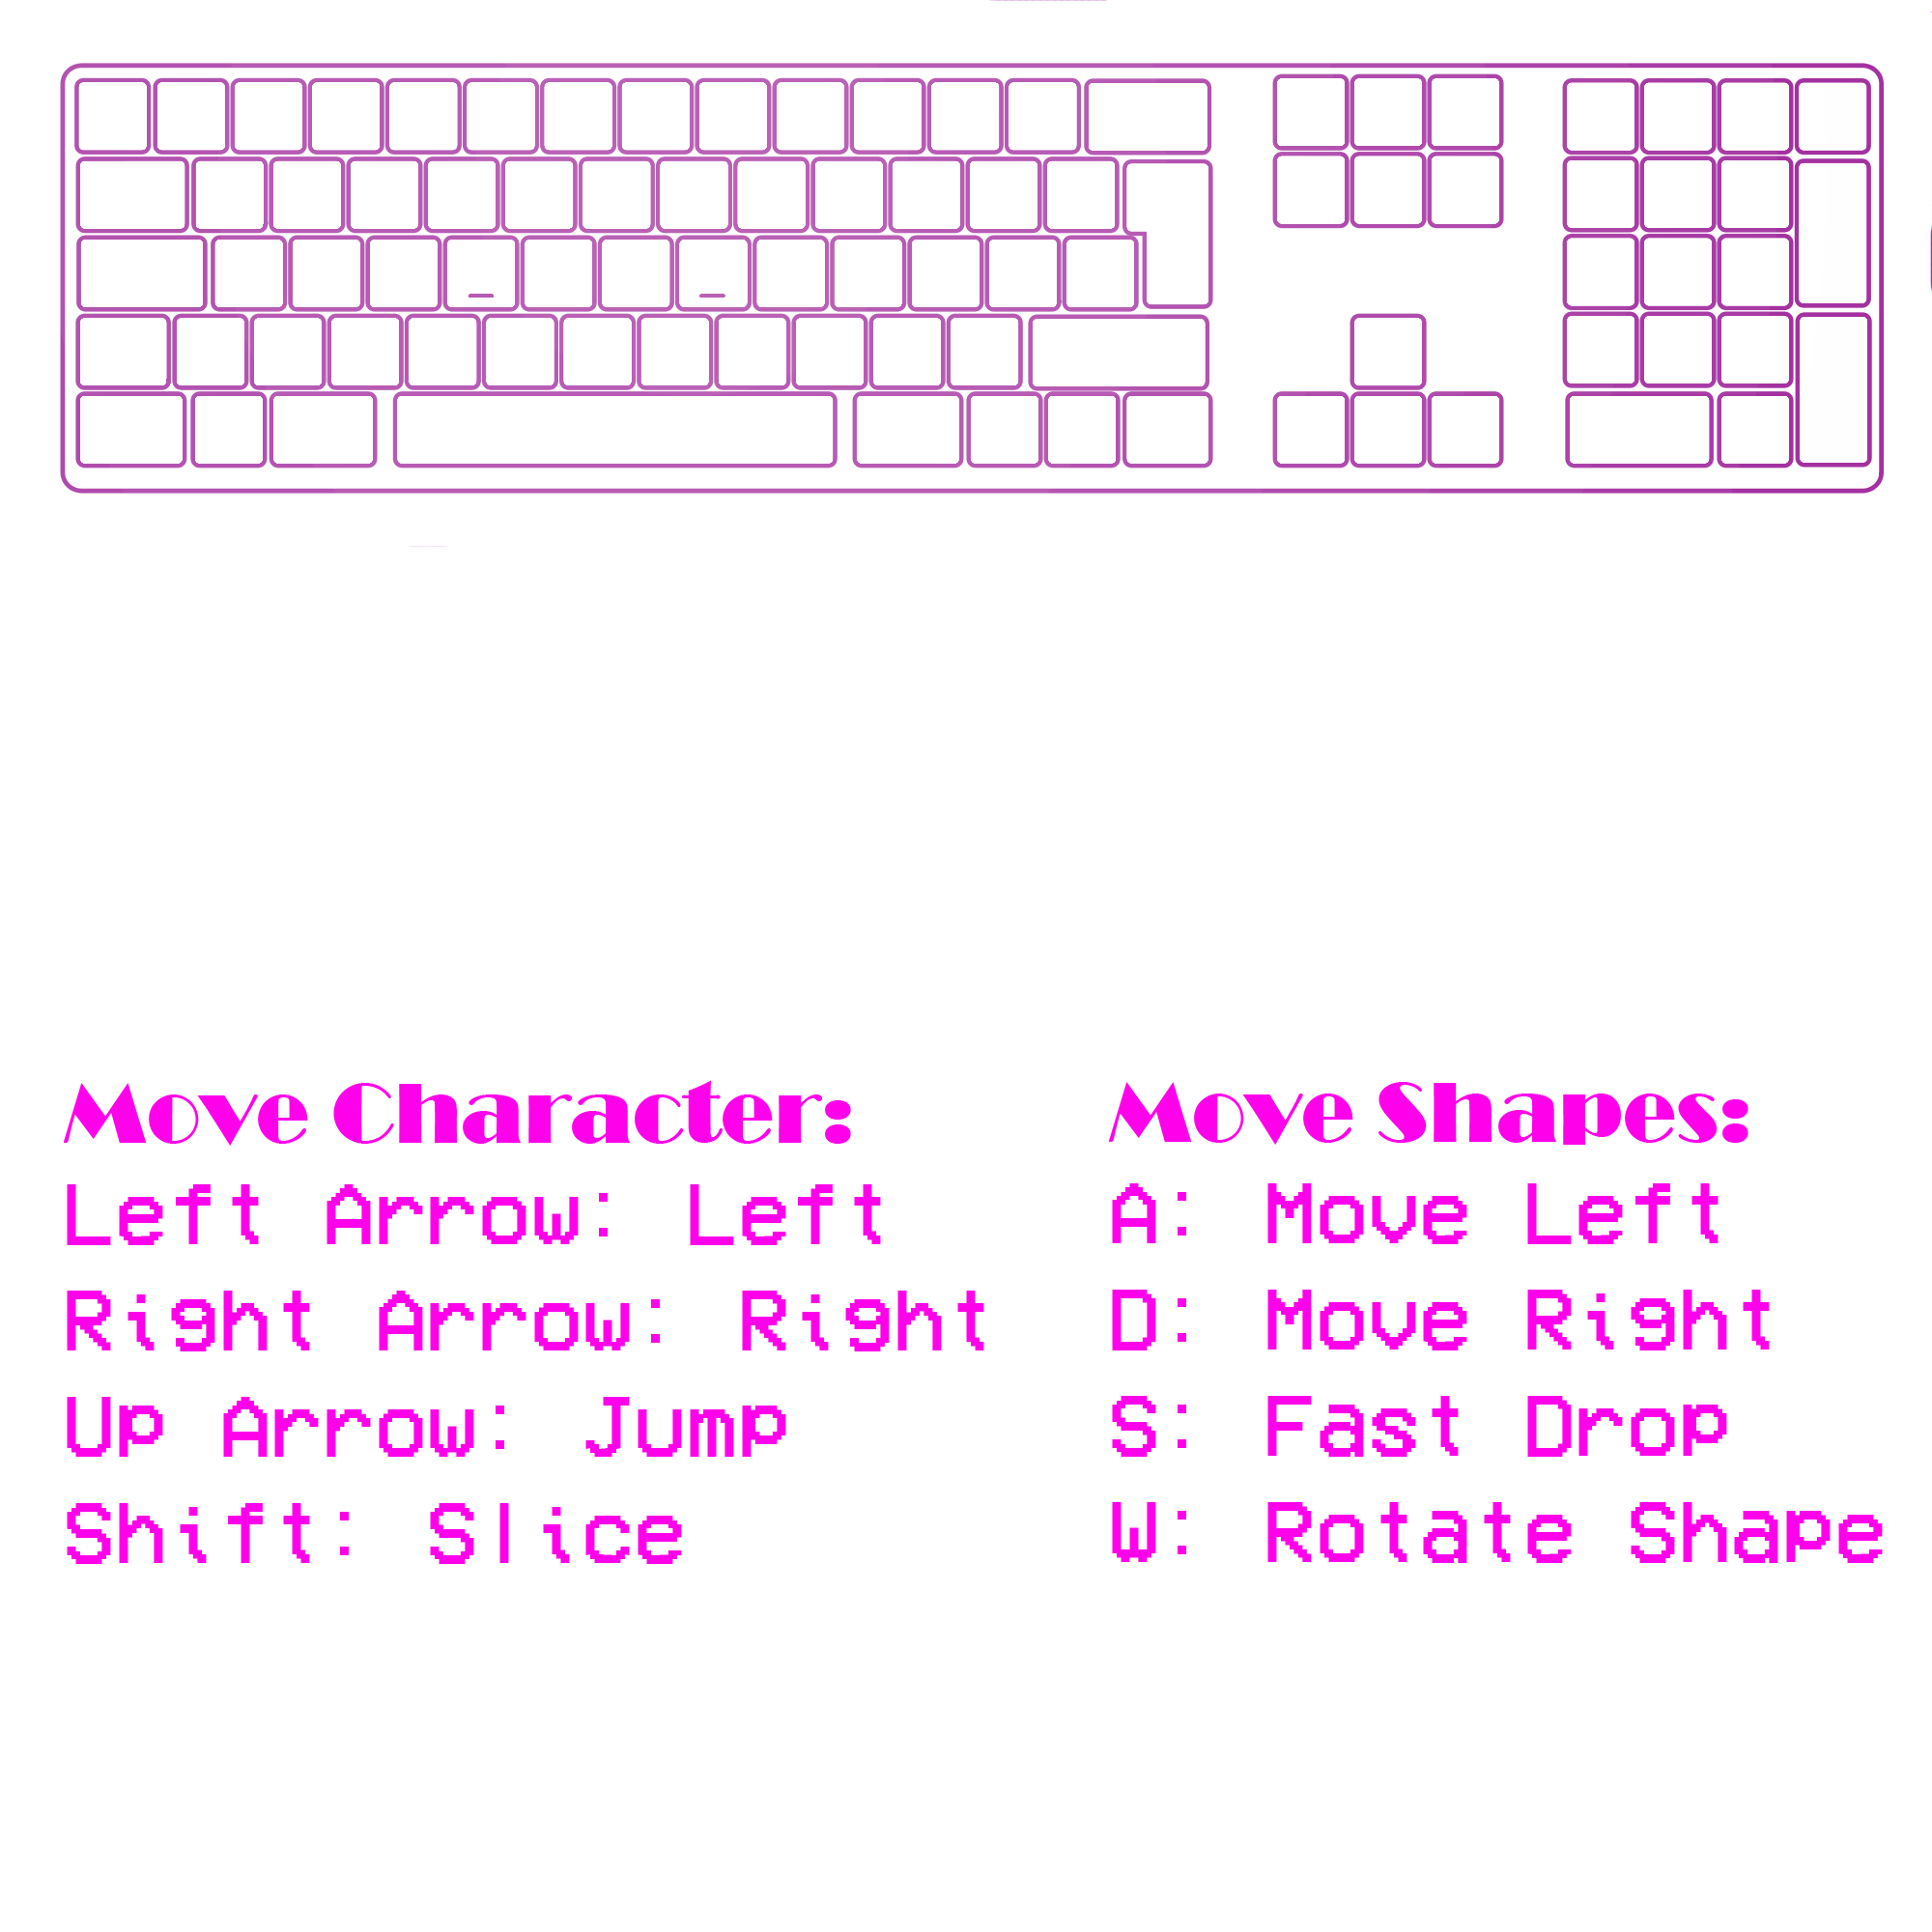 Move Character:
Left Arrow: Left
Right Arrow: Right
Up Arrow: Jump
Shift: Slice
Move Shapes:
A: Move Left
D: Move Right
S: Fast Drop
W: Rotate Shape